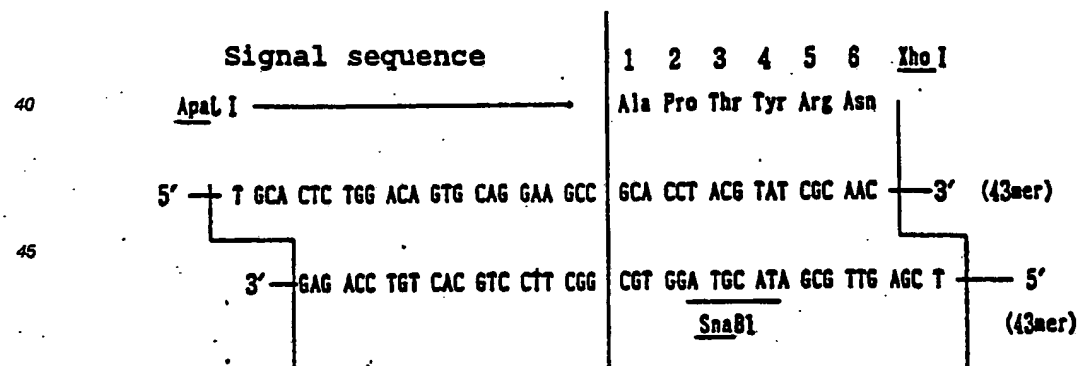 Signal sequence 1 2 3 4 5 6 Xho I
40 ApaL I Ala Pro Thr Tyr Arg Asn
5′ T GCA CTC TGG ACA GTG CAG GAA GCC GCA CCT ACG TAT CGC AAC 3′ (43mer)
45
3′ GAG ACC TGT CAC GTC CTT CGG CGT GGA TGC ATA GCG TTG AGC T 5′
SnaB1 (43mer)